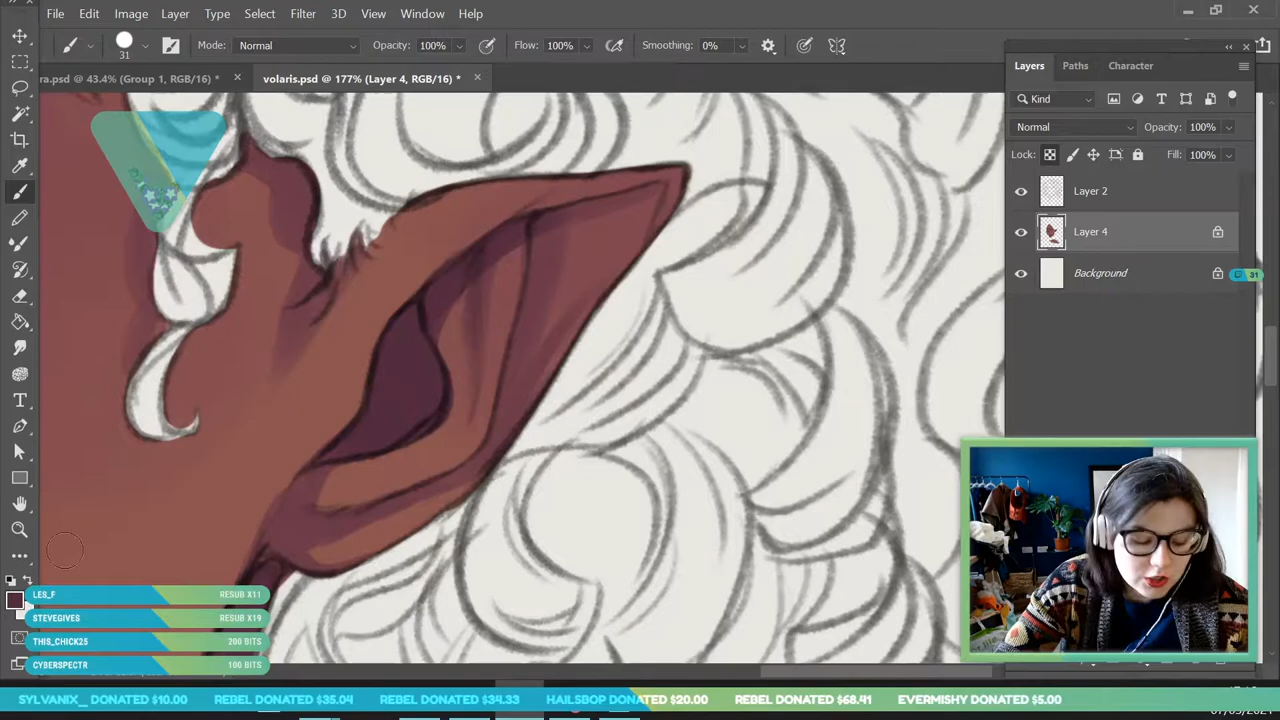 File Edit Image Layer Type Select Filter 3D View Window Help
31 Mode: Normal Opacity: 100% Flow: 100% Smoothing: 0%
ra.psd @ 43.4% (Group 1, RGB/16) * volaris.psd @ 177% (Layer 4, RGB/16) *
Layers Paths Character
Kind
Normal Opacity: 100%
Lock: Fill: 100%
Layer 2
Layer 4
Background
31
LES_F RESUB X11
STEVEGIVES RESUB X19
THIS_CHICK25 200 BITS
CYBERSPECTR 100 BITS
SYLVANIX_ DONATED $10.00 REBEL DONATED $35.04 REBEL DONATED $34.33 HAILSBOP DONATED $20.00 REBEL DONATED $68.41 EVERMISHY DONATED $5.00